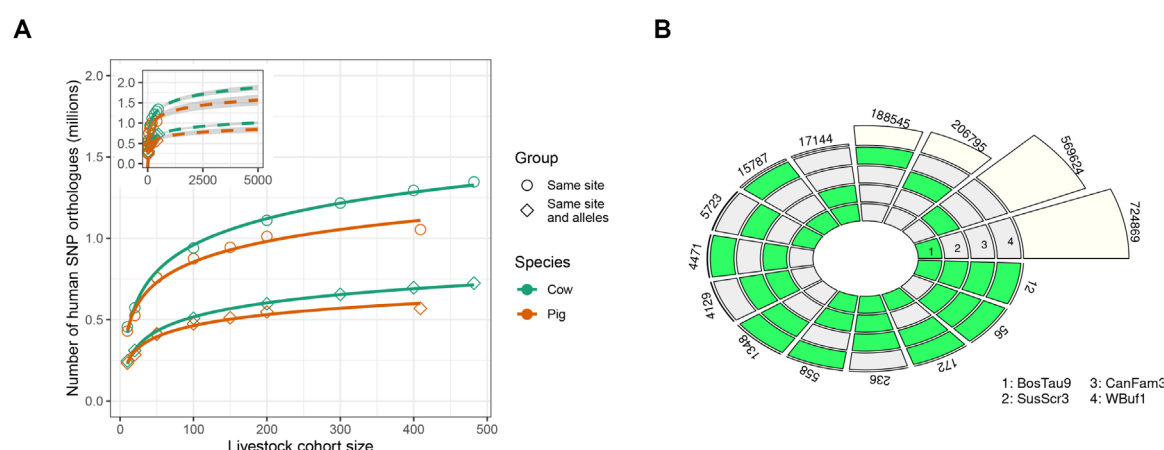 A
B
Number of human SNP orthologues (millions)
2.0
1.5
1.0
0.5
0.0
2.0
1.5
1.0
0.5
0.0
0
25000
50000
0
100
200
300
400
500
Livestock cohort size
Group
Same site
Same site
and alleles
Species
Cow
Pig
188545
206795
569624
724869
12
56
172
236
558
1348
4129
4471
5723
15787
17144
1
2
3
4
1: BosTau9
3: CanFam3
2: SusScr3
4: WBuf1